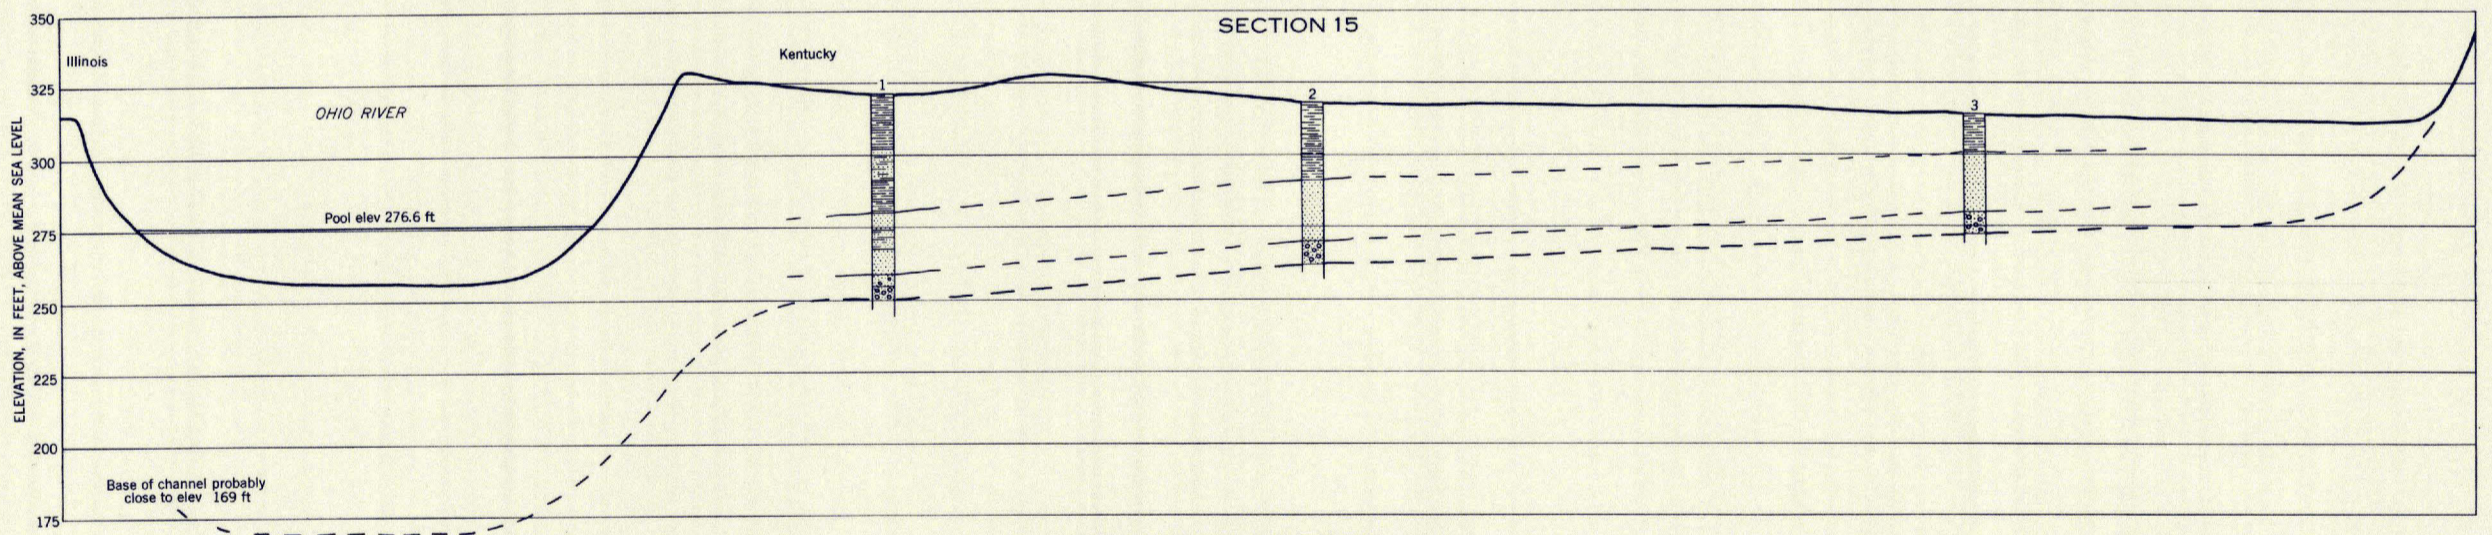 SECTION 15
350
Illinois
Kentucky
325
1
2
3
OHIO RIVER
300
Pool elev 276.6 ft
275
250
225
200
Base of channel probably
close to elev 169 ft
175
ELEVATION, IN FEET, ABOVE MEAN SEA LEVEL